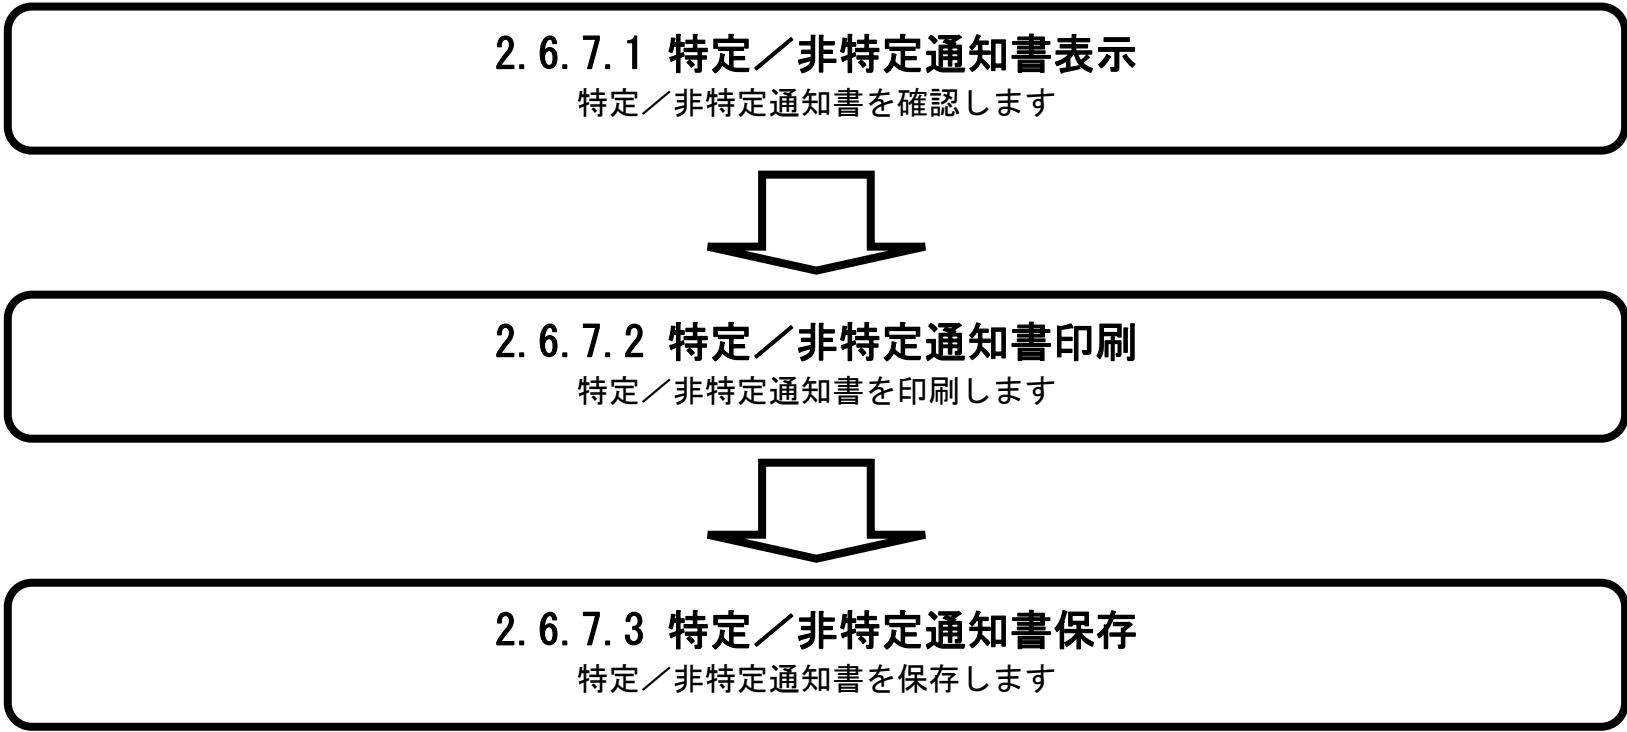 2.6.7.1 特定／非特定通知書表示
特定／非特定通知書を確認します
2.6.7.2 特定／非特定通知書印刷
特定／非特定通知書を印刷します
2.6.7.3 特定／非特定通知書保存
特定／非特定通知書を保存します